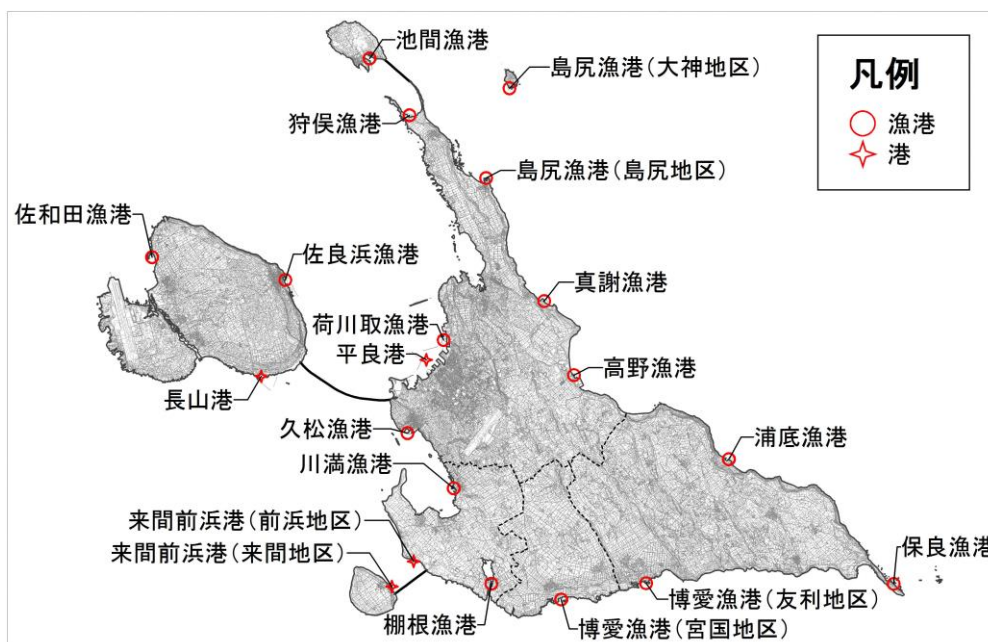 池間漁港
島尻漁港(大神地区)
凡例
漁港
港
狩俣漁港
島尻漁港(島尻地区)
佐和田漁港
佐良浜漁港
真謝漁港
荷川取漁港
平良港
高野漁港
長山港
久松漁港
浦底漁港
川満漁港
来間前浜港(前浜地区)
来間前浜港(来間地区)
保良漁港
博愛漁港(友利地区)
棚根漁港
博愛漁港(宮国地区)